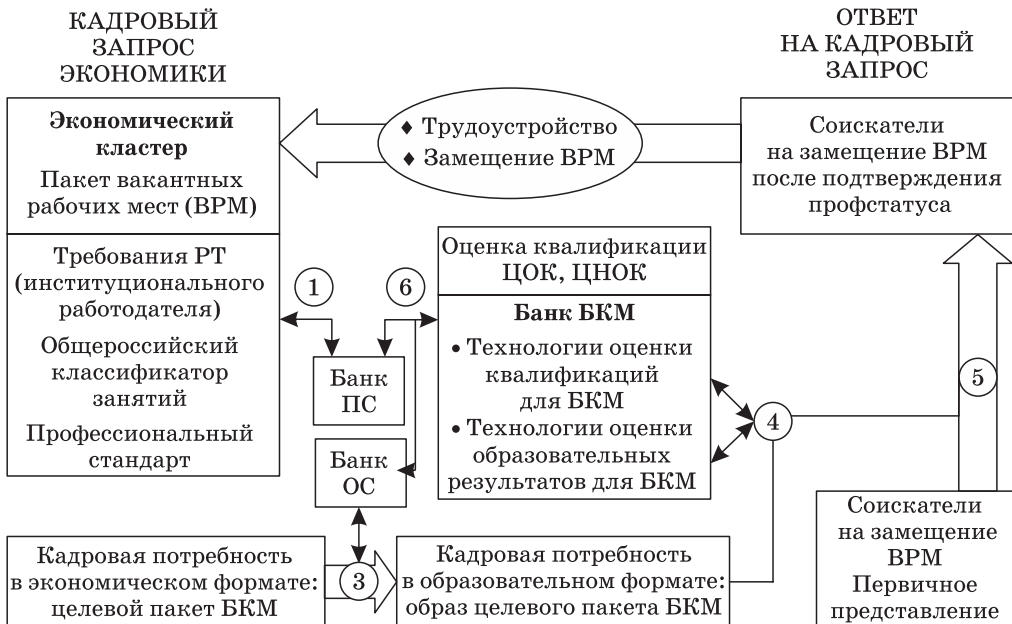 КАДРОВЫЙ
ЗАПРОС
ЭКОНОМИКИ
ОТВЕТ
НА КАДРОВЫЙ
ЗАПРОС
Экономический
кластер
Пакет вакантных
рабочих мест (ВРМ)
♦ Трудоустройство
♦ Замещение ВРМ
Соискатели
на замещение ВРМ
после подтверждения
профстатуса
Требования РТ
(институционального
работодателя)
Общероссийский
классификатор
занятий
Профессиональный
стандарт
1
6
Банк
ПС
Банк
ОС
Оценка квалификации
ЦОК, ЦНОК
Банк БКМ
• Технологии оценки
квалификаций
для БКМ
• Технологии оценки
образовательных
результатов для БКМ
4
5
Кадровая потребность
в экономическом формате:
целевой пакет БКМ
3
Кадровая потребность
в образовательном формате:
образ целевого пакета БКМ
Соискатели
на замещение
ВРМ
Первичное
представление